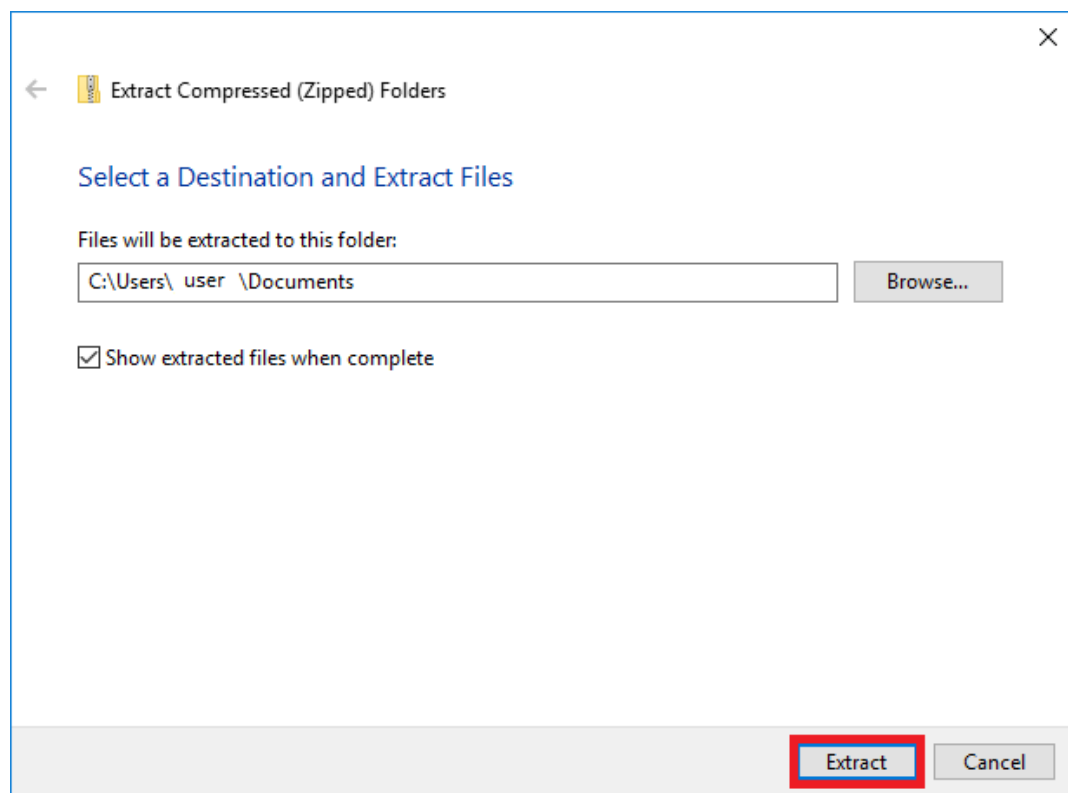 Extract Compressed (Zipped) Folders
Select a Destination and Extract Files
Files will be extracted to this folder:
C:\Users\ user \Documents
Browse...
Show extracted files when complete
Extract
Cancel